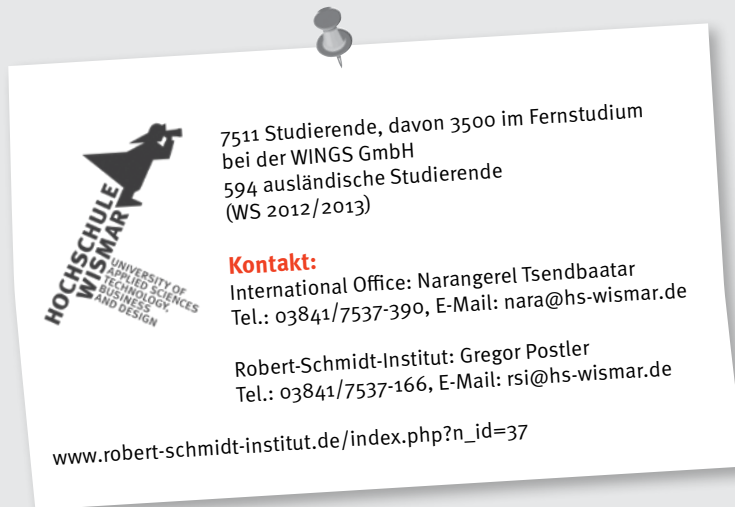 HOCHSCHULE
WISMAR
UNIVERSITY OF
APPLIED SCIENCES
TECHNOLOGY,
BUSINESS
AND DESIGN
7511 Studierende, davon 3500 im Fernstudium
bei der WINGS GmbH
594 ausländische Studierende
(WS 2012/2013)
Kontakt:
International Office: Narangerel Tsendbaatar
Tel.: 03841/7537-390, E-Mail: nara@hs-wismar.de
Robert-Schmidt-Institut: Gregor Postler
Tel.: 03841/7537-166, E-Mail: rsi@hs-wismar.de
www.robert-schmidt-institut.de/index.php?n_id=37